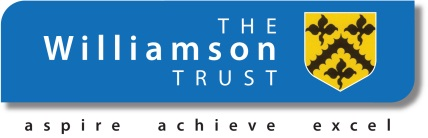 THE
Williamson
TRUST
aspire achieve excel